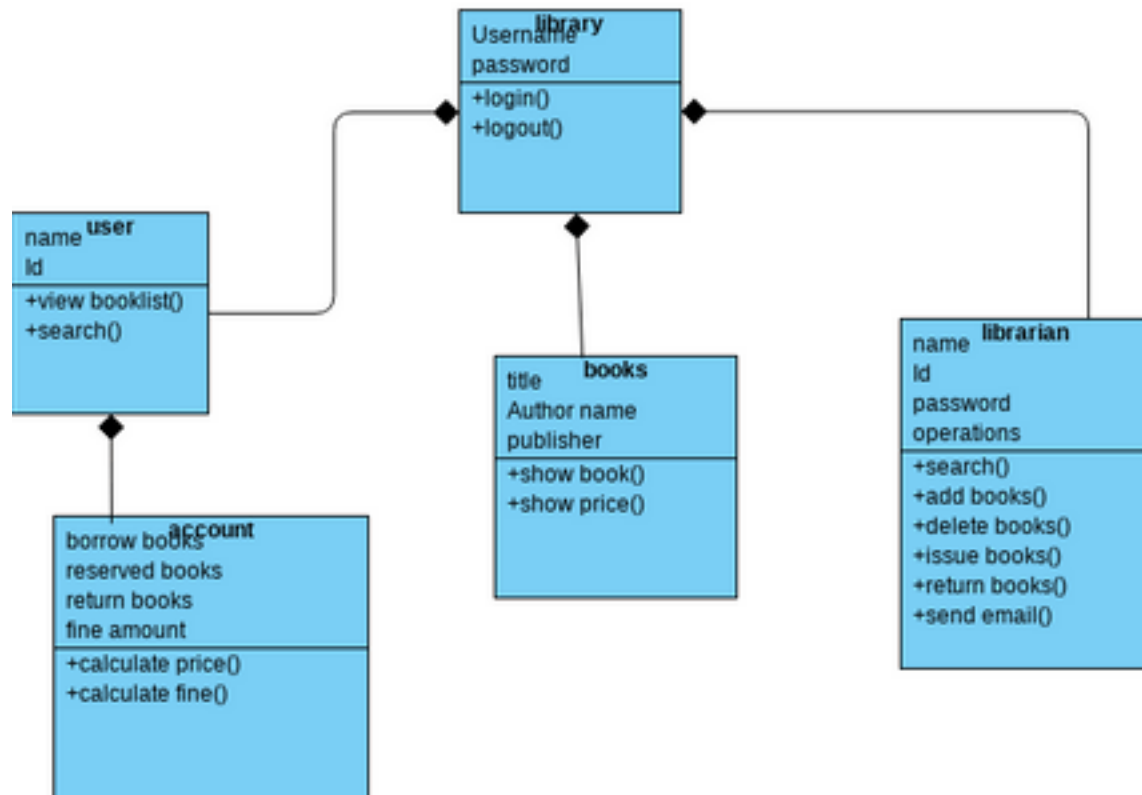 library
Username
password
+login()
+logout()
user
name
Id
+view booklist()
+search()
books
title
Author name
publisher
+show book()
+show price()
librarian
name
Id
password
operations
+search()
+add books()
+delete books()
+issue books()
+return books()
+send email()
account
borrow books
reserved books
return books
fine amount
+calculate price()
+calculate fine()